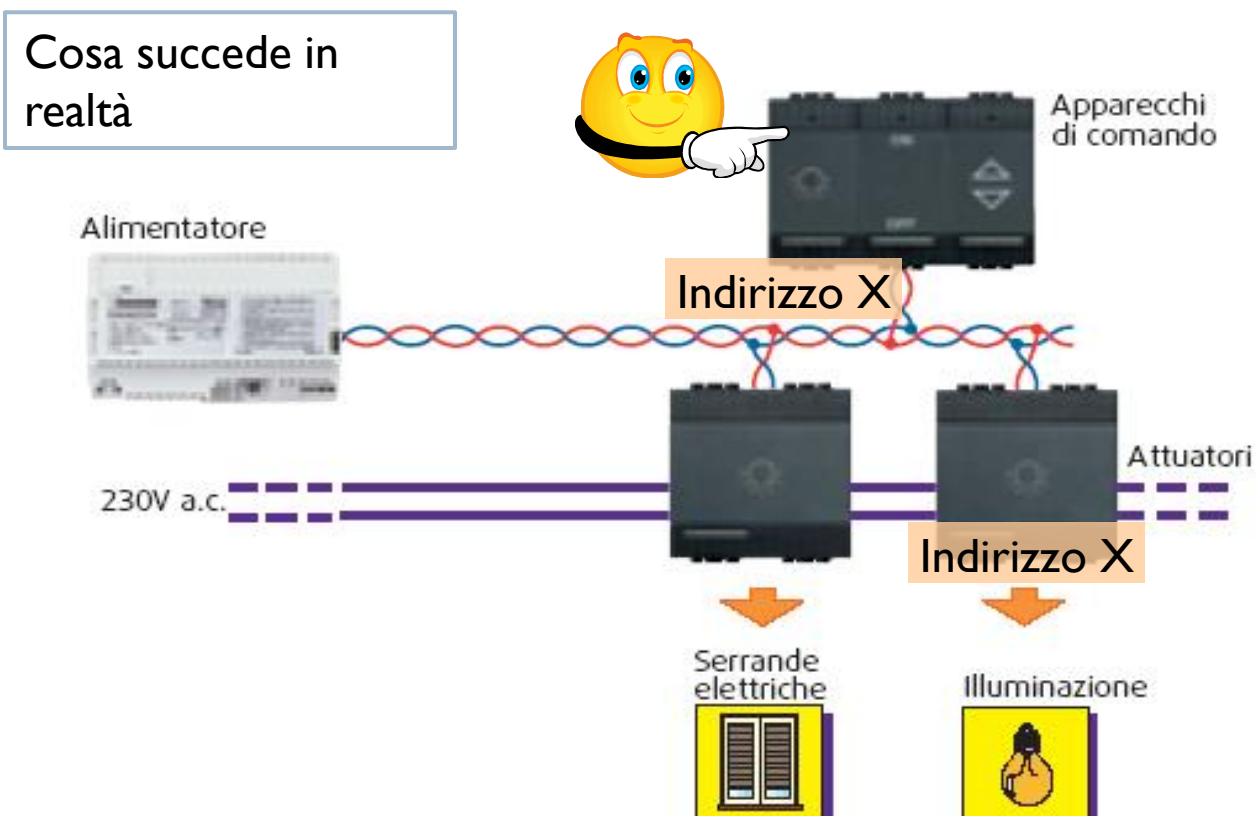 Cosa succede in
realtà
Apparecchi
di comando
Alimentatore
Indirizzo X
ON
OFF
230V a.c.
Attuatori
Indirizzo X
Serrande
elettriche
Illuminazione